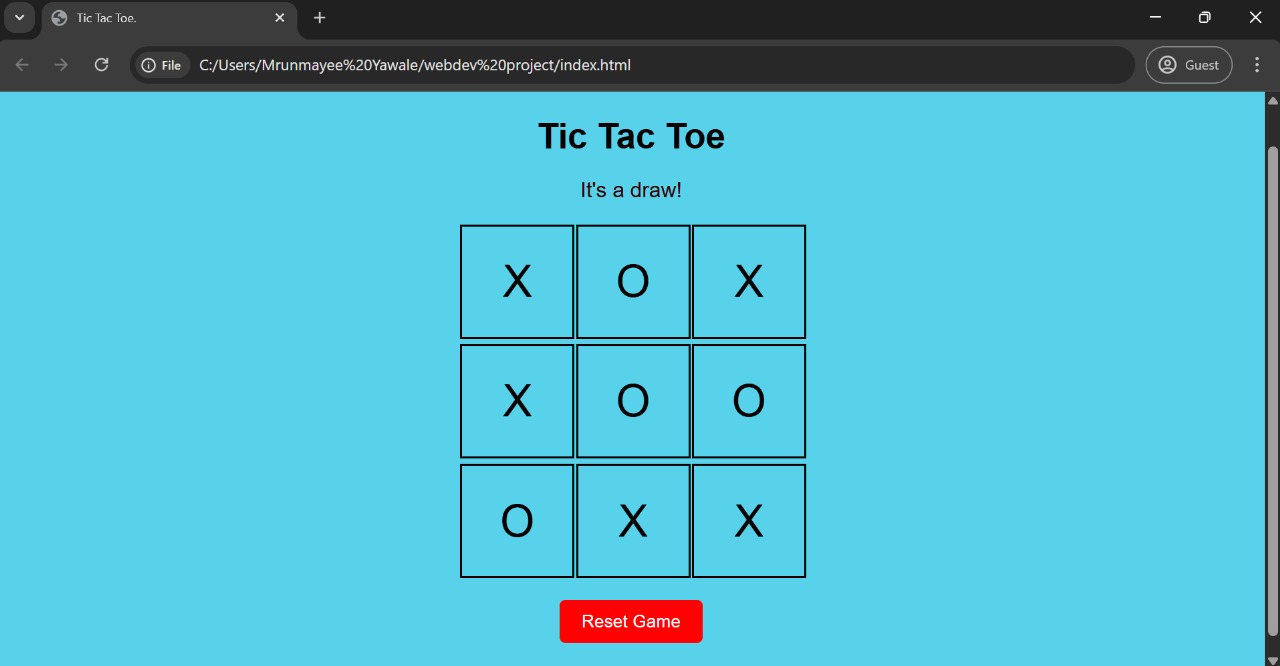 Tic Tac Toe.
File C:/Users/Mrunmayee%20Yawale/webdev%20project/index.html Guest
Tic Tac Toe
It's a draw!
X O X
X O O
O X X
Reset Game